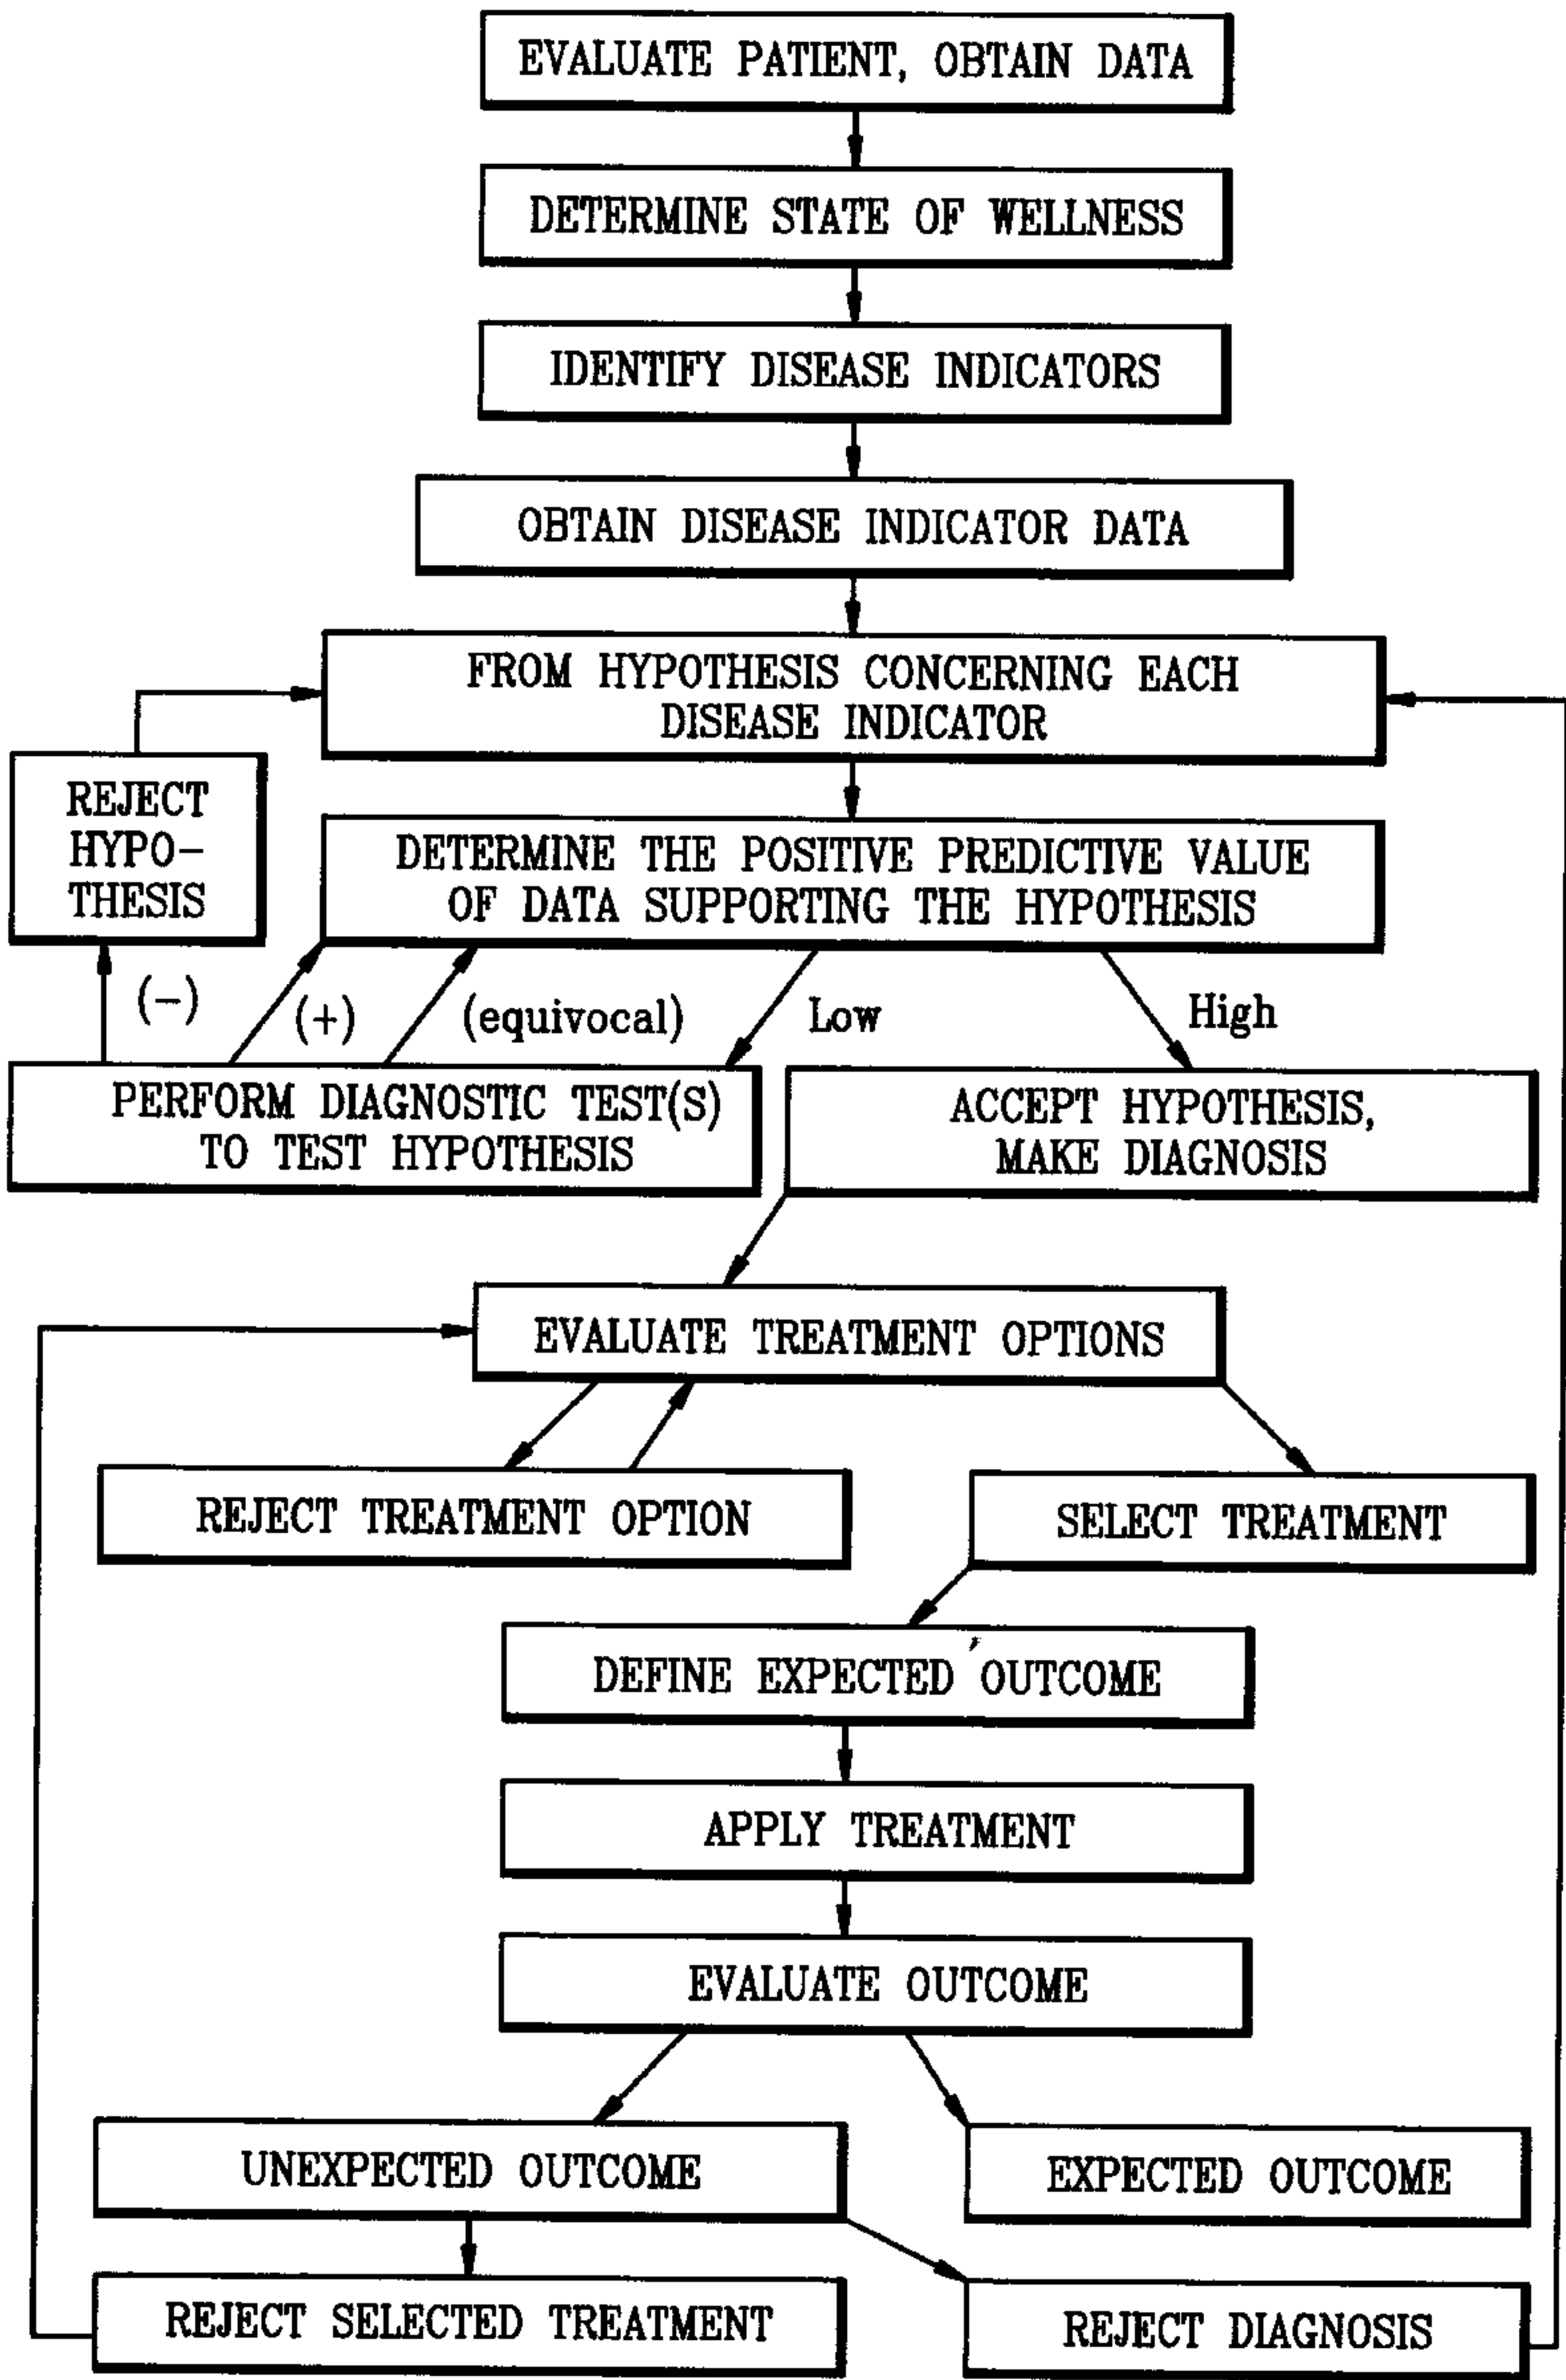 EVALUATE PATIENT, OBTAIN DATA
DETERMINE STATE OF WELLNESS
IDENTIFY DISEASE INDICATORS
OBTAIN DISEASE INDICATOR DATA
FROM HYPOTHESIS CONCERNING EACH
DISEASE INDICATOR
REJECT
HYPO-
THESIS
DETERMINE THE POSITIVE PREDICTIVE VALUE
OF DATA SUPPORTING THE HYPOTHESIS
(-)
(+)
(equivocal)
Low
High
PERFORM DIAGNOSTIC TEST(S)
TO TEST HYPOTHESIS
ACCEPT HYPOTHESIS,
MAKE DIAGNOSIS
EVALUATE TREATMENT OPTIONS
REJECT TREATMENT OPTION
SELECT TREATMENT
DEFINE EXPECTED OUTCOME
APPLY TREATMENT
EVALUATE OUTCOME
UNEXPECTED OUTCOME
EXPECTED OUTCOME
REJECT SELECTED TREATMENT
REJECT DIAGNOSIS